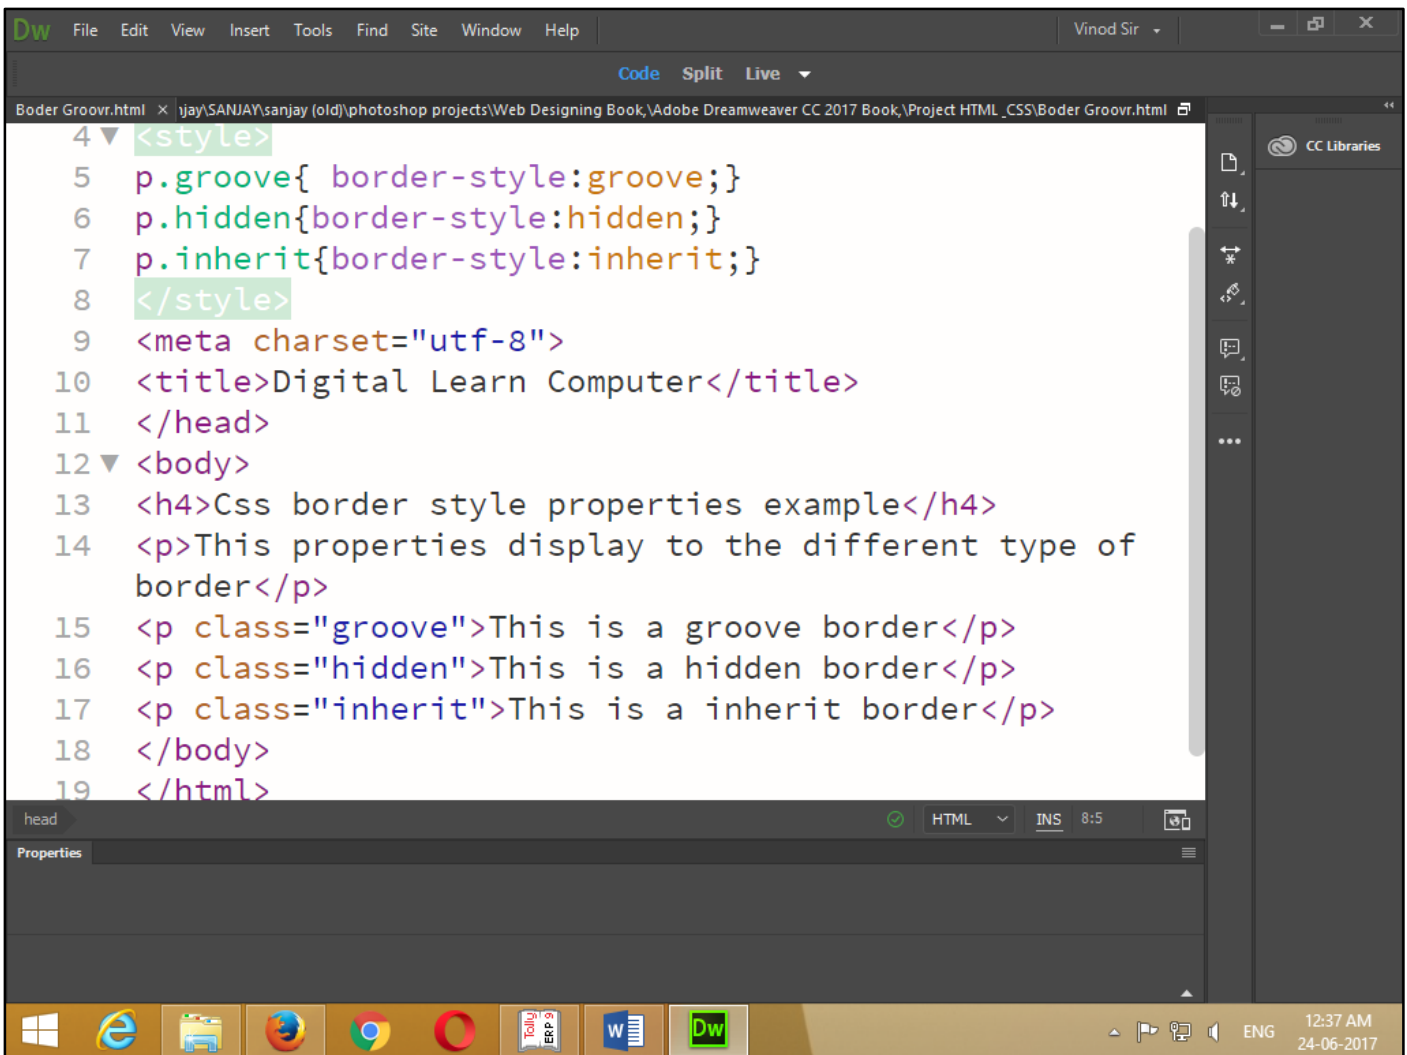 Dw File Edit View Insert Tools Find Site Window Help Vinod Sir
Code Split Live
Boder Groovr.html × njay\SANJAY\sanjay (old)\photoshop projects\Web Designing Book,\Adobe Dreamweaver CC 2017 Book,\Project HTML_CSS\Boder Groovr.html
CC Libraries
4 <style>
5 p.groove{ border-style:groove;}
6 p.hidden{border-style:hidden;}
7 p.inherit{border-style:inherit;}
8 </style>
9 <meta charset="utf-8">
10 <title>Digital Learn Computer</title>
11 </head>
12 <body>
13 <h4>Css border style properties example</h4>
14 <p>This properties display to the different type of
border</p>
15 <p class="groove">This is a groove border</p>
16 <p class="hidden">This is a hidden border</p>
17 <p class="inherit">This is a inherit border</p>
18 </body>
19 </html>
head HTML INS 8:5
Properties
Tally ERP 9 W Dw ENG 12:37 AM
24-06-2017